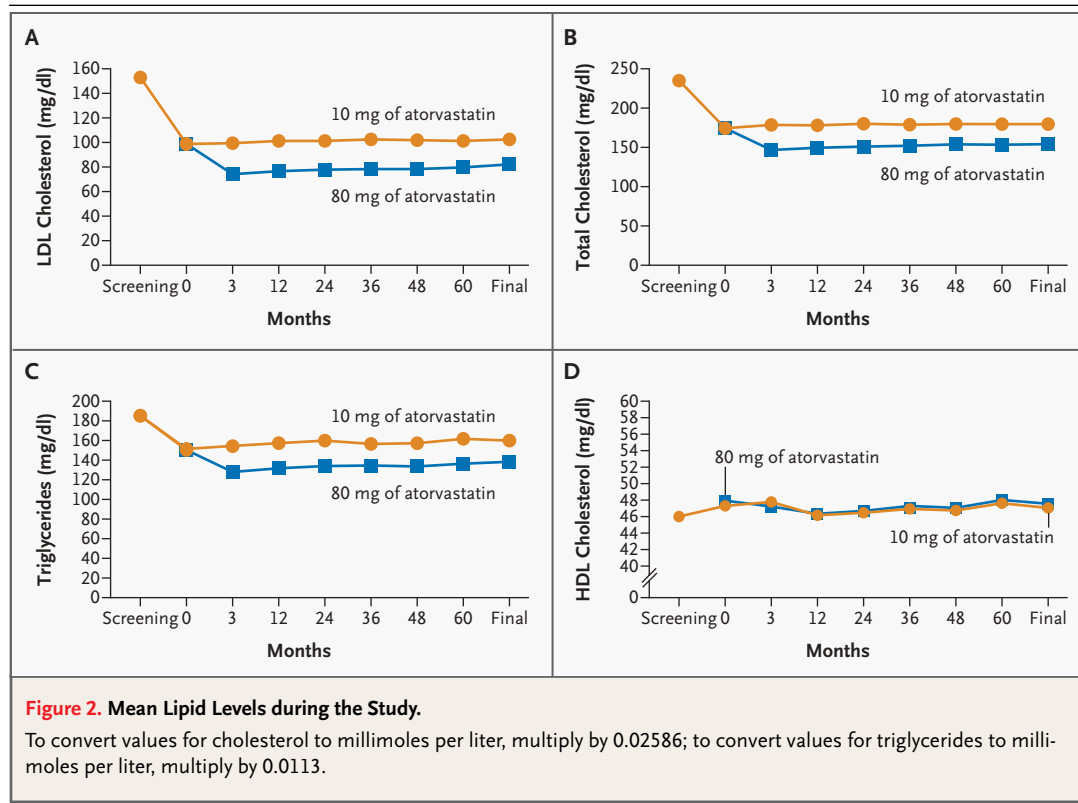 A
LDL Cholesterol (mg/dl)
160
140
120
100
80
60
40
20
0
10 mg of atorvastatin
80 mg of atorvastatin
Screening 0 3 12 24 36 48 60 Final
Months
B
Total Cholesterol (mg/dl)
250
200
150
100
50
0
10 mg of atorvastatin
80 mg of atorvastatin
Screening 0 3 12 24 36 48 60 Final
Months
C
Triglycerides (mg/dl)
200
180
160
140
120
100
80
60
40
20
0
10 mg of atorvastatin
80 mg of atorvastatin
Screening 0 3 12 24 36 48 60 Final
Months
D
HDL Cholesterol (mg/dl)
60
58
56
54
52
50
48
46
44
42
40
0
80 mg of atorvastatin
10 mg of atorvastatin
Screening 0 3 12 24 36 48 60 Final
Months
Figure 2. Mean Lipid Levels during the Study.
To convert values for cholesterol to millimoles per liter, multiply by 0.02586; to convert values for triglycerides to milli-
moles per liter, multiply by 0.0113.